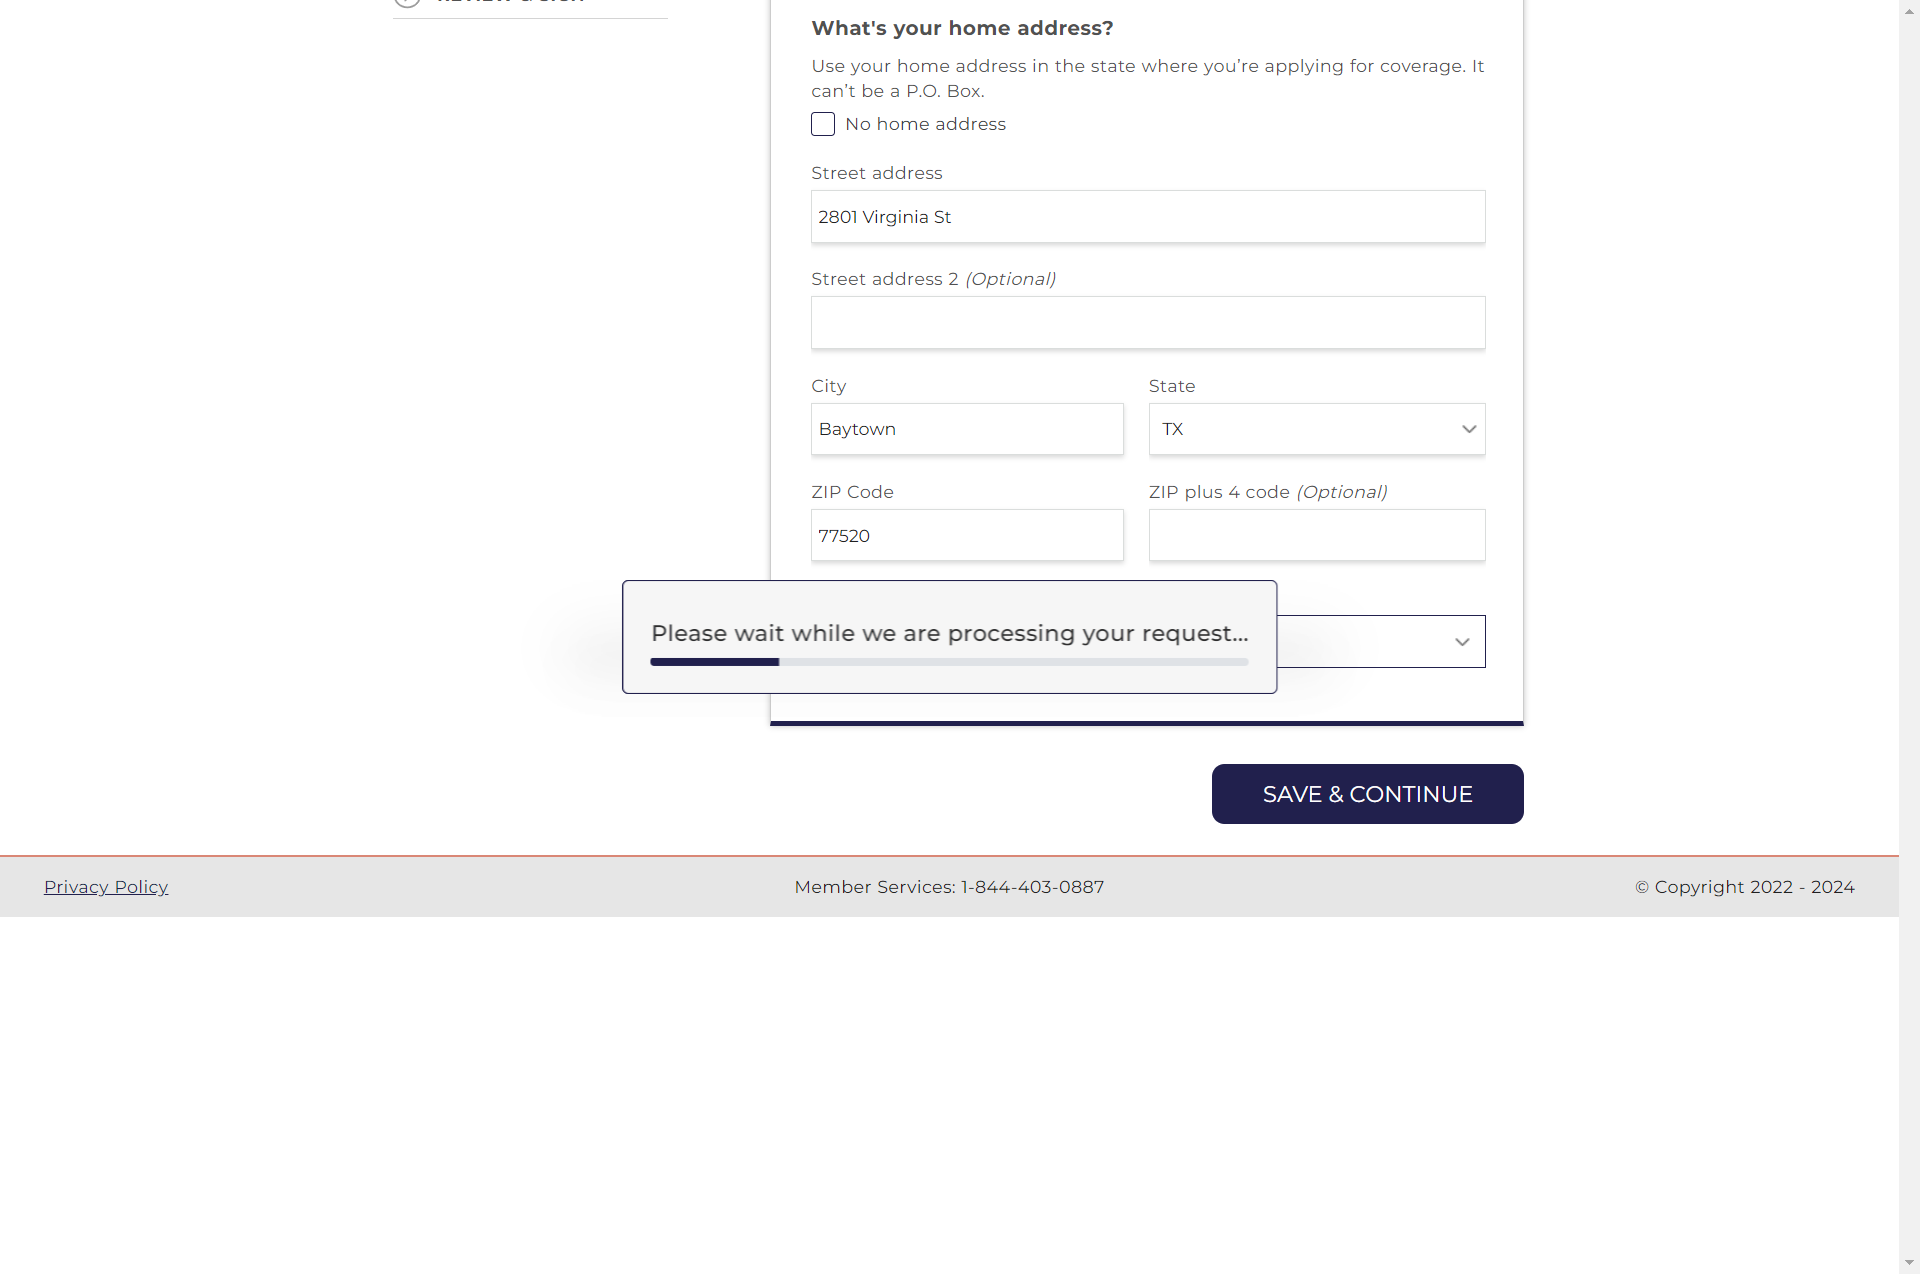 What's your home address?
Use your home address in the state where you’re applying for coverage. It
can’t be a P.O. Box.
No home address
Street address
2801 Virginia St
Street address 2 (Optional)
City
State
Baytown
TX
ZIP Code
ZIP plus 4 code (Optional)
77520
Please wait while we are processing your request...
SAVE & CONTINUE
Privacy Policy
Member Services: 1-844-403-0887
© Copyright 2022 - 2024